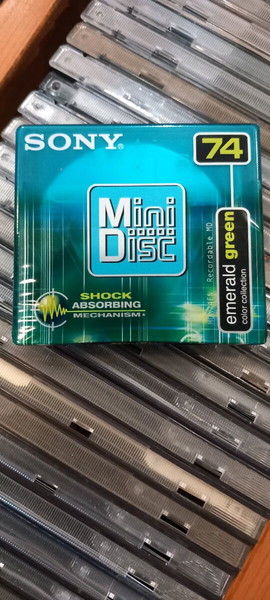 SONY®
74
Mini
Disc
Recordable MD
emerald green
color collection
SHOCK
ABSORBING
MECHANISM